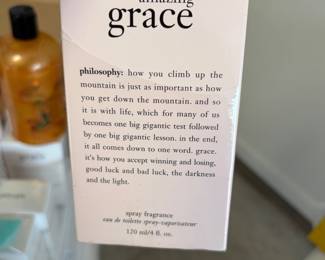 amazing
grace
philosophy: how you climb up the
mountain is just as important as how
you get down the mountain. and so
it is with life, which for many of us
becomes one big gigantic test followed
by one big gigantic lesson. in the end,
it all comes down to one word. grace.
it's how you accept winning and losing,
good luck and bad luck, the darkness
and the light.
spray fragrance
eau de toilette spray-vaporisateur
120 ml/4 fl. oz.